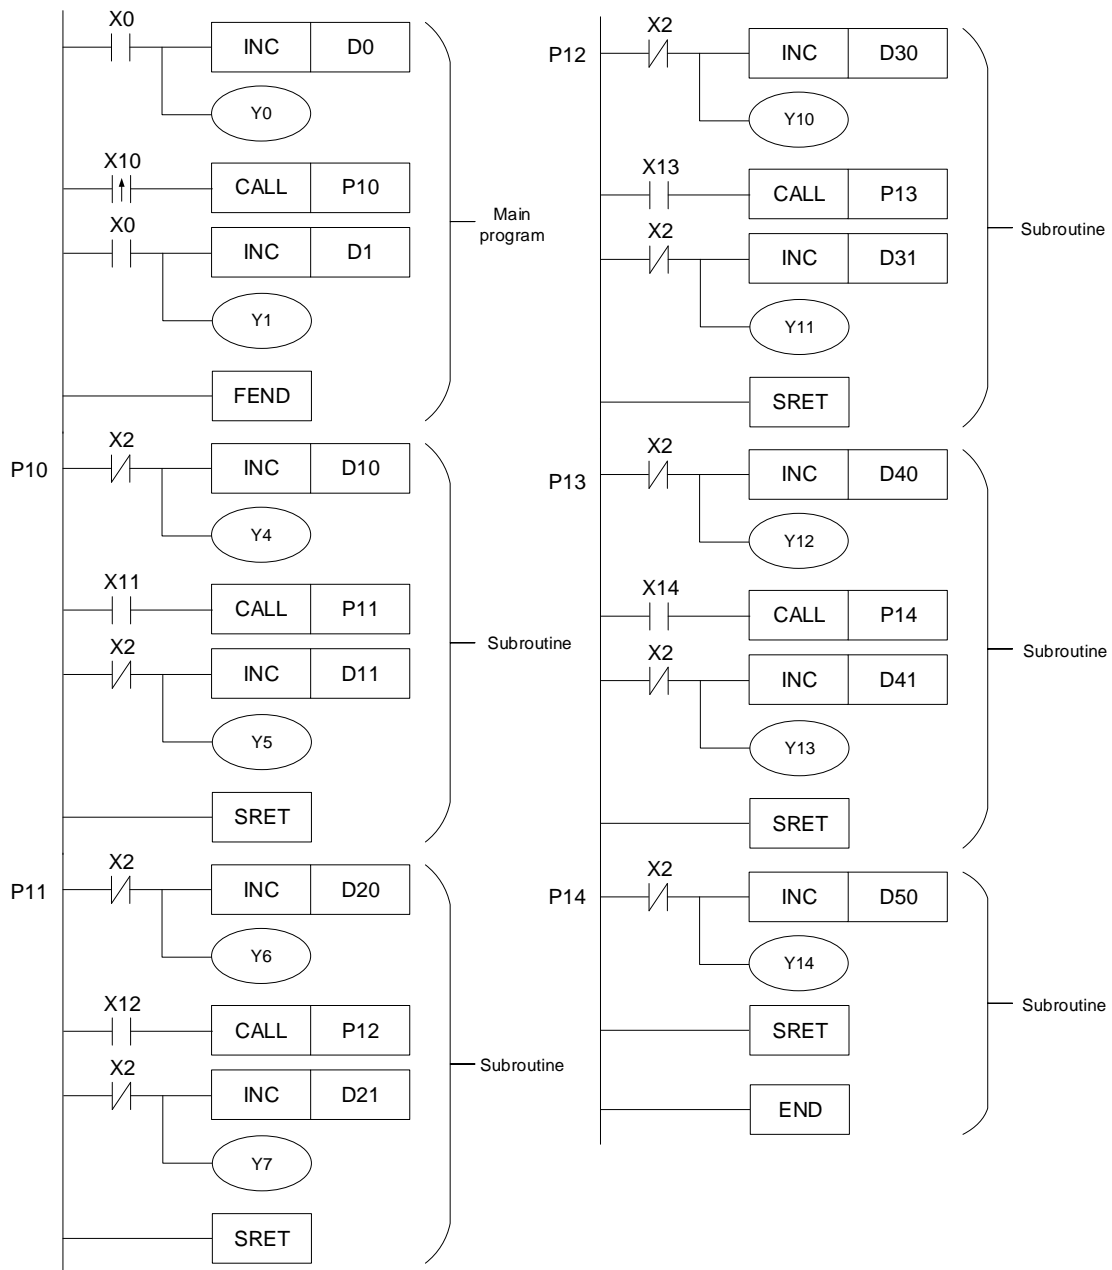 X0
INC D0
Y0
X10
CALL P10
X0
INC D1
Y1
FEND
Main
program
P10
X2
INC D10
Y4
X11
CALL P11
X2
INC D11
Y5
SRET
Subroutine
P11
X2
INC D20
Y6
X12
CALL P12
X2
INC D21
Y7
SRET
Subroutine
P12
X2
INC D30
Y10
X13
CALL P13
X2
INC D31
Y11
SRET
Subroutine
P13
X2
INC D40
Y12
X14
CALL P14
X2
INC D41
Y13
SRET
Subroutine
P14
X2
INC D50
Y14
SRET
END
Subroutine